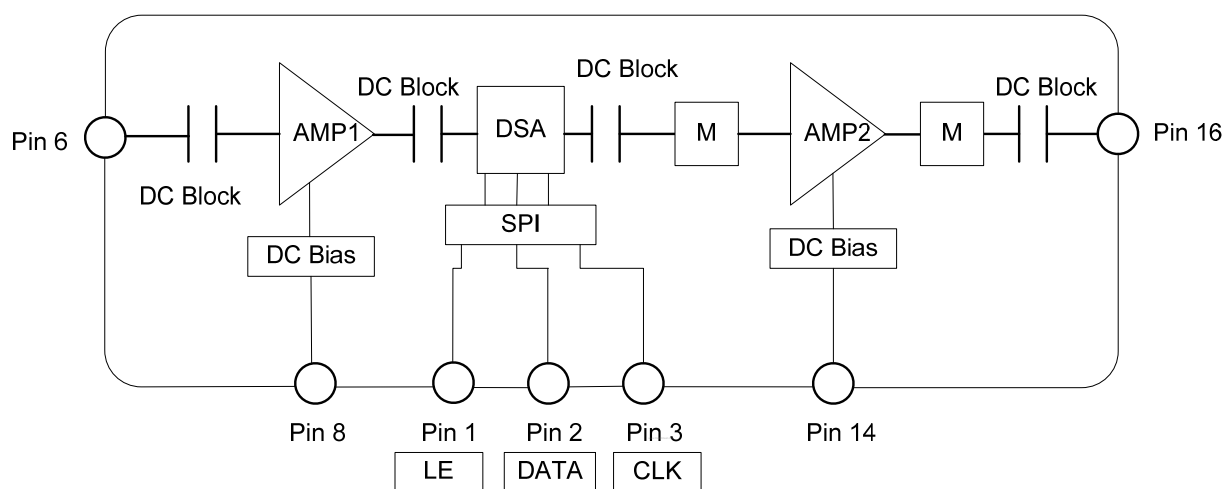 DC Block
DC Block
DC Block
AMP1
DSA
M
AMP2
M
Pin 6
Pin 16
DC Block
SPI
DC Bias
DC Bias
Pin 8
Pin 1
Pin 2
Pin 3
Pin 14
LE
DATA
CLK